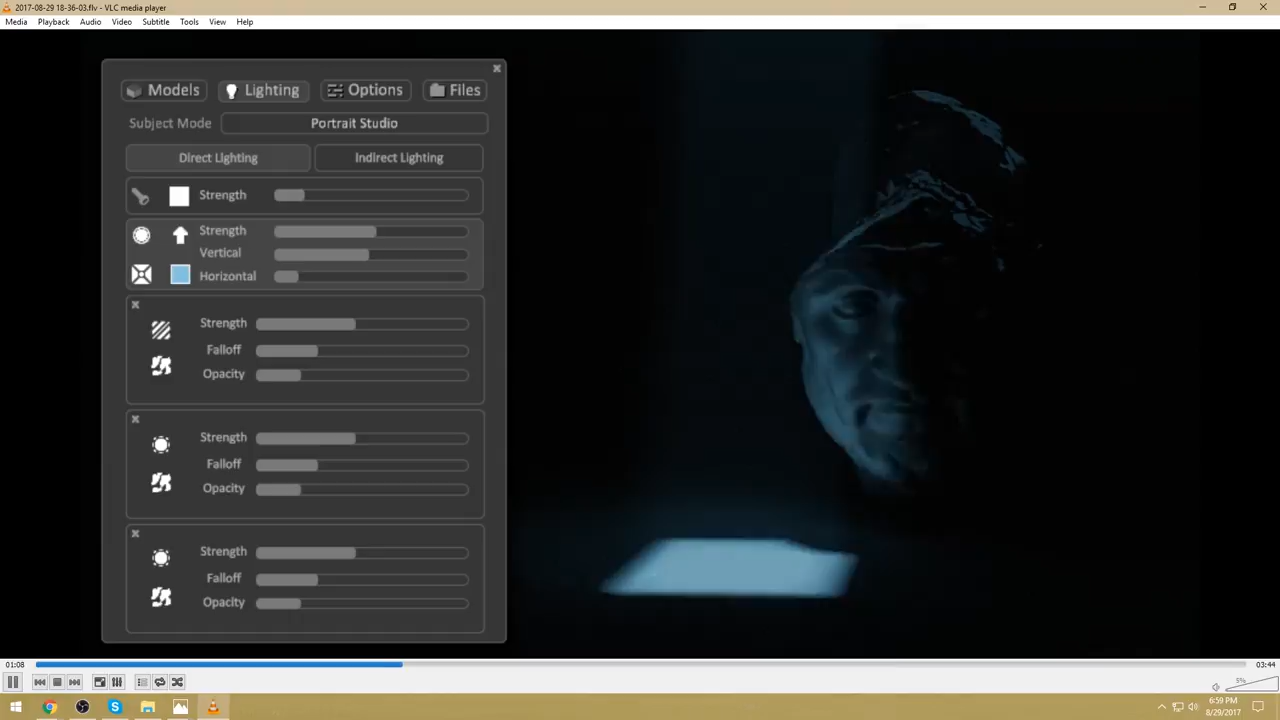 2017-08-29 18-36-03.flv - VLC media player
Media Playback Audio Video Subtitle Tools View Help
Models Lighting Options Files
Subject Mode Portrait Studio
Direct Lighting Indirect Lighting
Strength
Strength
Vertical
Horizontal
Strength
Falloff
Opacity
Strength
Falloff
Opacity
Strength
Falloff
Opacity
01:08 03:44
5%
6:59 PM
8/29/2017